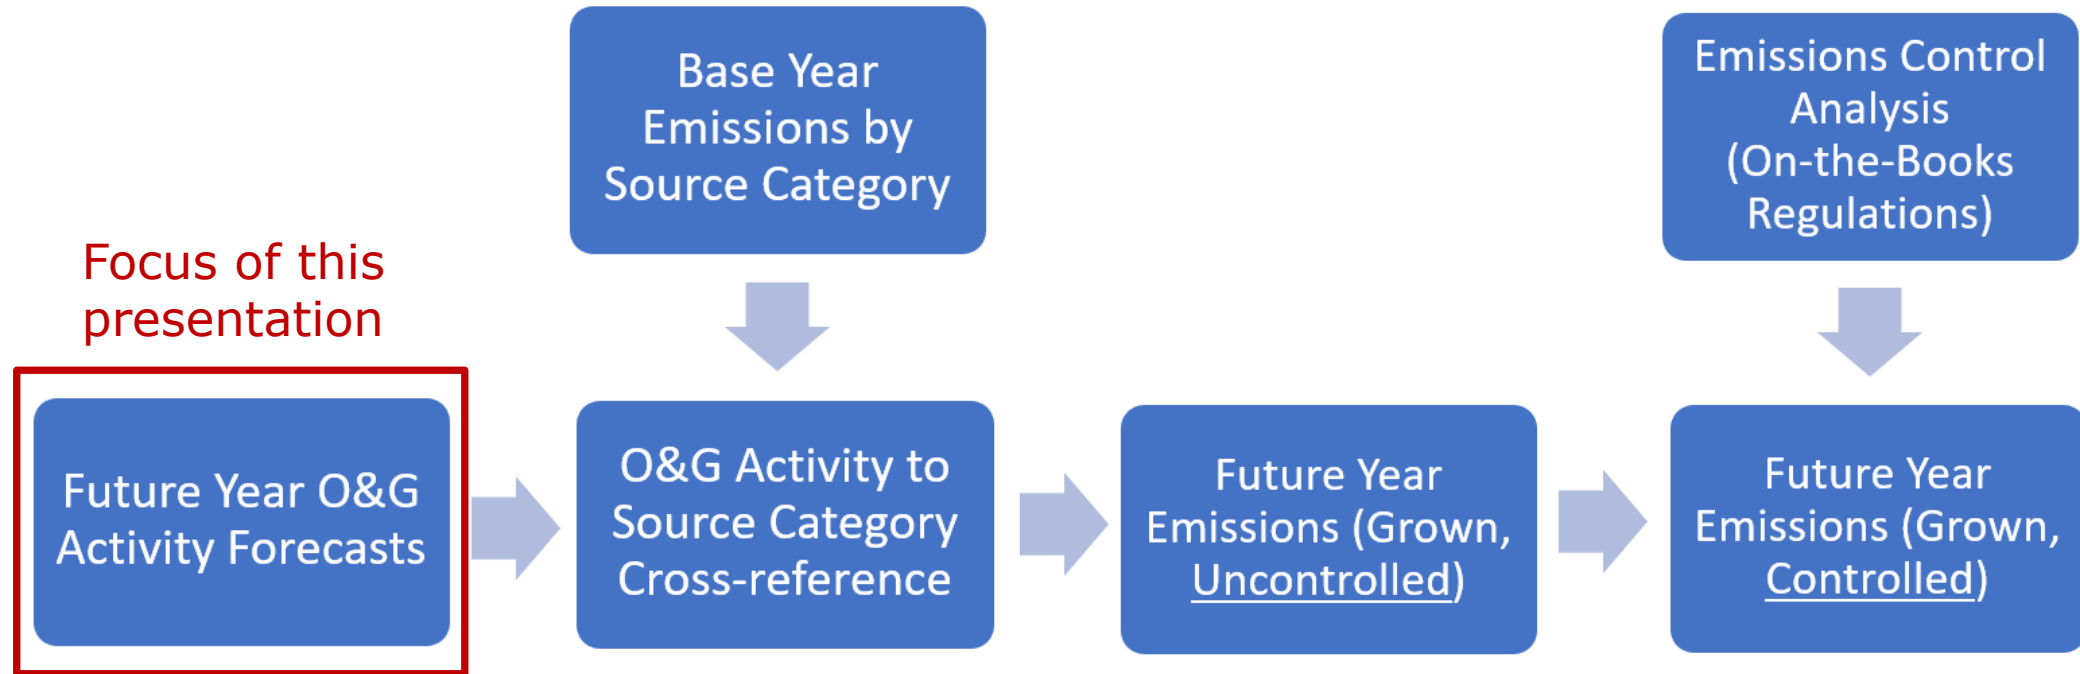 Base Year
Emissions by
Source Category
Emissions Control
Analysis
(On-the-Books
Regulations)
Focus of this
presentation
Future Year O&G
Activity Forecasts
O&G Activity to
Source Category
Cross-reference
Future Year
Emissions (Grown,
Uncontrolled)
Future Year
Emissions (Grown,
Controlled)